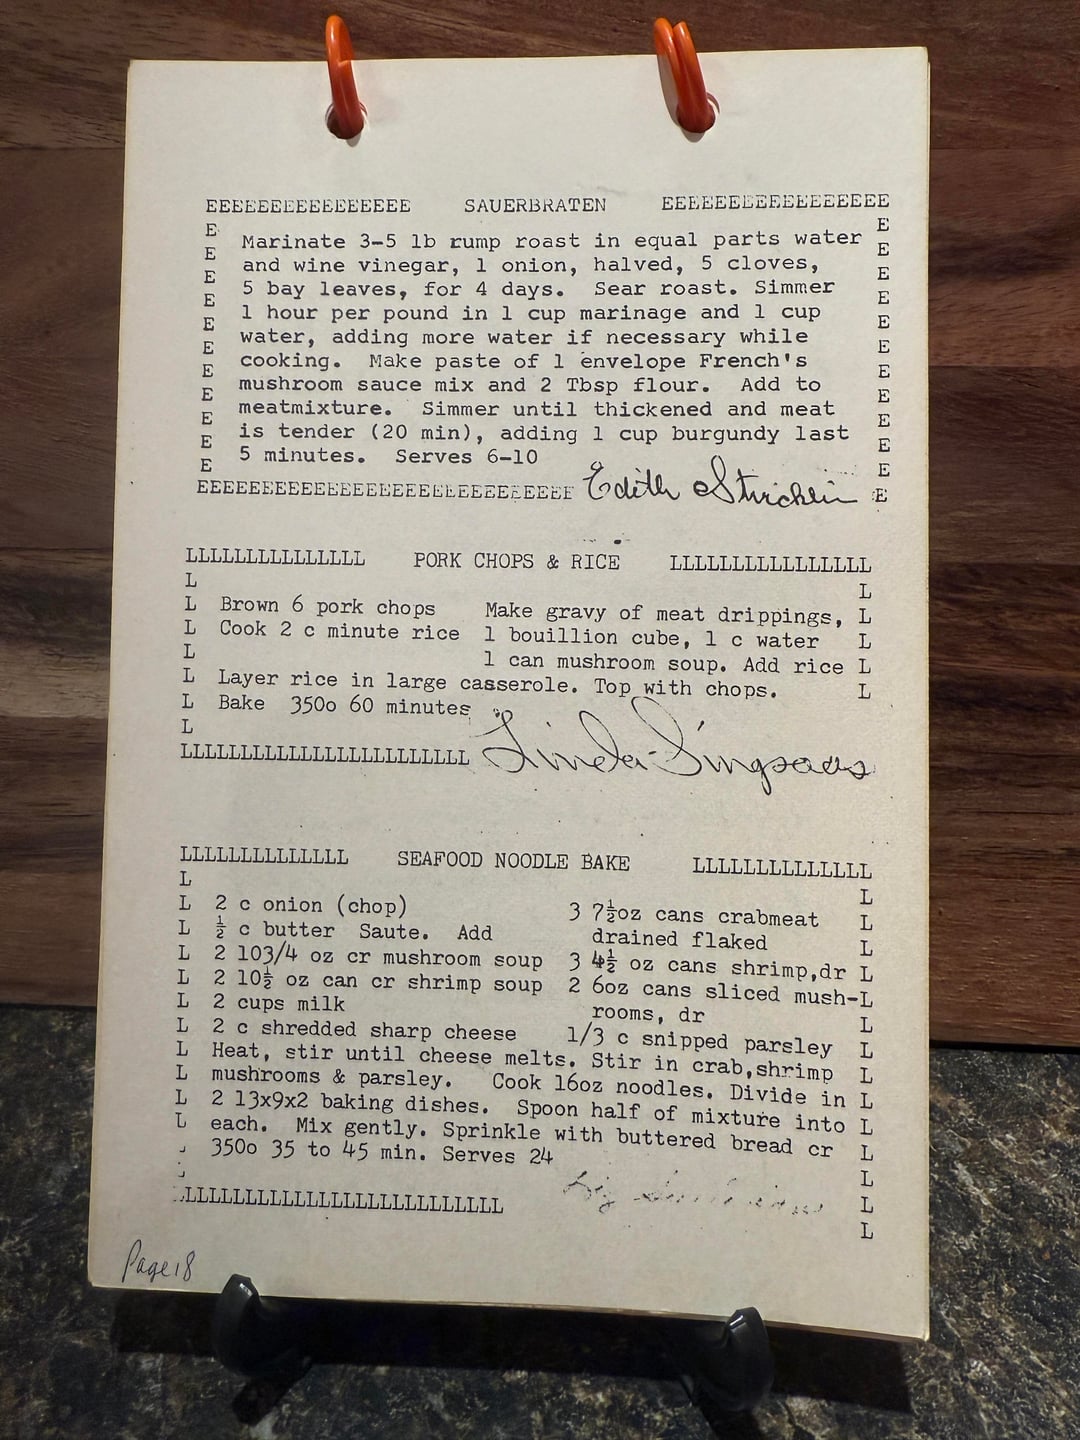 EEEEEEEEEEEEEEEE SAUERBRATEN EEEEEEEEEEEEEEEEEE
E Marinate 3-5 lb rump roast in equal parts water E
E and wine vinegar, 1 onion, halved, 5 cloves, E
E 5 bay leaves, for 4 days. Sear roast. Simmer E
E 1 hour per pound in 1 cup marinage and 1 cup E
E water, adding more water if necessary while E
E cooking. Make paste of 1 envelope French's E
E mushroom sauce mix and 2 Tbsp flour. Add to E
E meatmixture. Simmer until thickened and meat E
E is tender (20 min), adding 1 cup burgundy last E
E 5 minutes. Serves 6-10 E
EEEEEEEEEEEEEEEEEEEEEEEEEEEEE Edith Stricklin E
LLLLLLLLLLLLLLL PORK CHOPS & RICE LLLLLLLLLLLLLLLL
L L
L Brown 6 pork chops Make gravy of meat drippings, L
L Cook 2 c minute rice 1 bouillion cube, 1 c water L
L 1 can mushroom soup. Add rice L
L Layer rice in large casserole. Top with chops. L
L Bake 350o 60 minutes
L
LLLLLLLLLLLLLLLLLLLLLLLL Linda
LLLLLLLLLLLLLL SEAFOOD NOODLE BAKE LLLLLLLLLLLLLL
L L
L 2 c onion (chop) 3 7½oz cans crabmeat L
L ½ c butter Saute. Add drained flaked L
L 2 103/4 oz cr mushroom soup 3 4½ oz cans shrimp,dr L
L 2 10½ oz can cr shrimp soup 2 6oz cans sliced mush-L
L 2 cups milk rooms, dr L
L 2 c shredded sharp cheese 1/3 c snipped parsley L
L Heat, stir until cheese melts. Stir in crab,shrimp L
L mushrooms & parsley. Cook 16oz noodles. Divide in L
L 2 13x9x2 baking dishes. Spoon half of mixture into L
L each. Mix gently. Sprinkle with buttered bread cr L
350o 35 to 45 min. Serves 24 L
LLLLLLLLLLLLLLLLLLLLLLLLLL L
L
Page 18